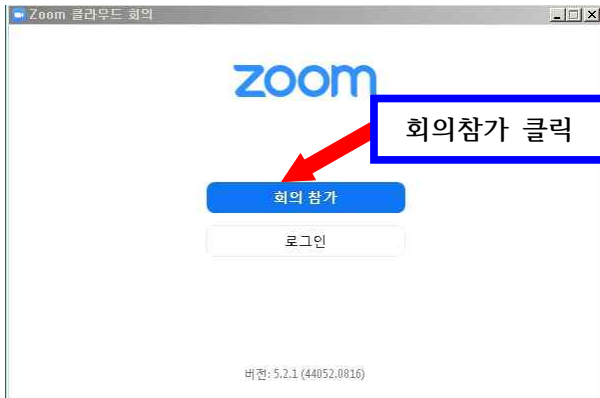 Zoom 클라우드 회의
zoom
회의참가 클릭
회의 참가
로그인
버전: 5.2.1 (44052.0816)